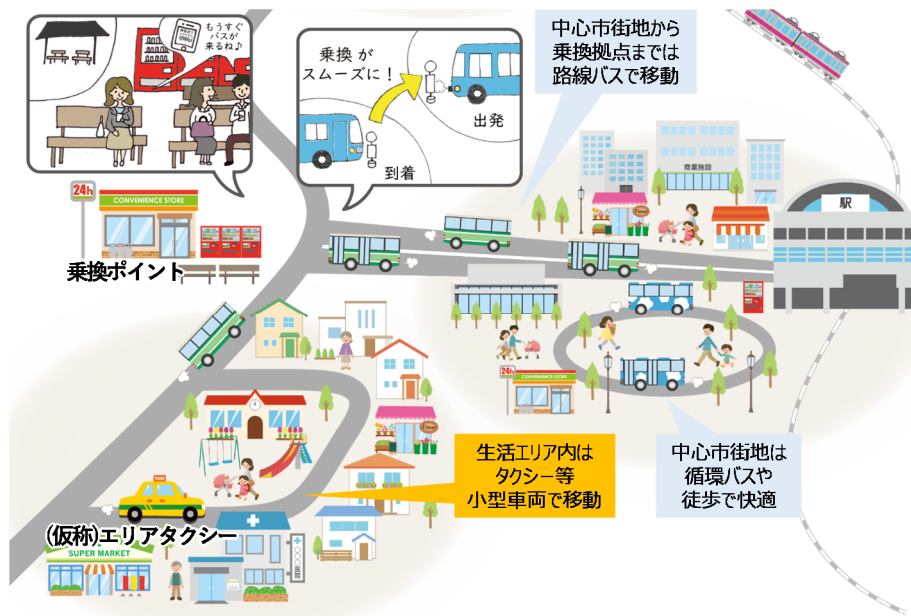 もうすぐ
バスが
来るね♪
乗換が
スムーズに！
出発
到着
中心市街地から
乗換拠点までは
路線バスで移動
24h
CONVENIENCE STORE
乗換ポイント
商業施設
駅
24h
CONVENIENCE STORE
生活エリア内は
タクシー等
小型車両で移動
中心市街地は
循環バスや
徒歩で快適
TAXI
(仮称)エリアタクシー
SUPER MARKET
〇〇医院